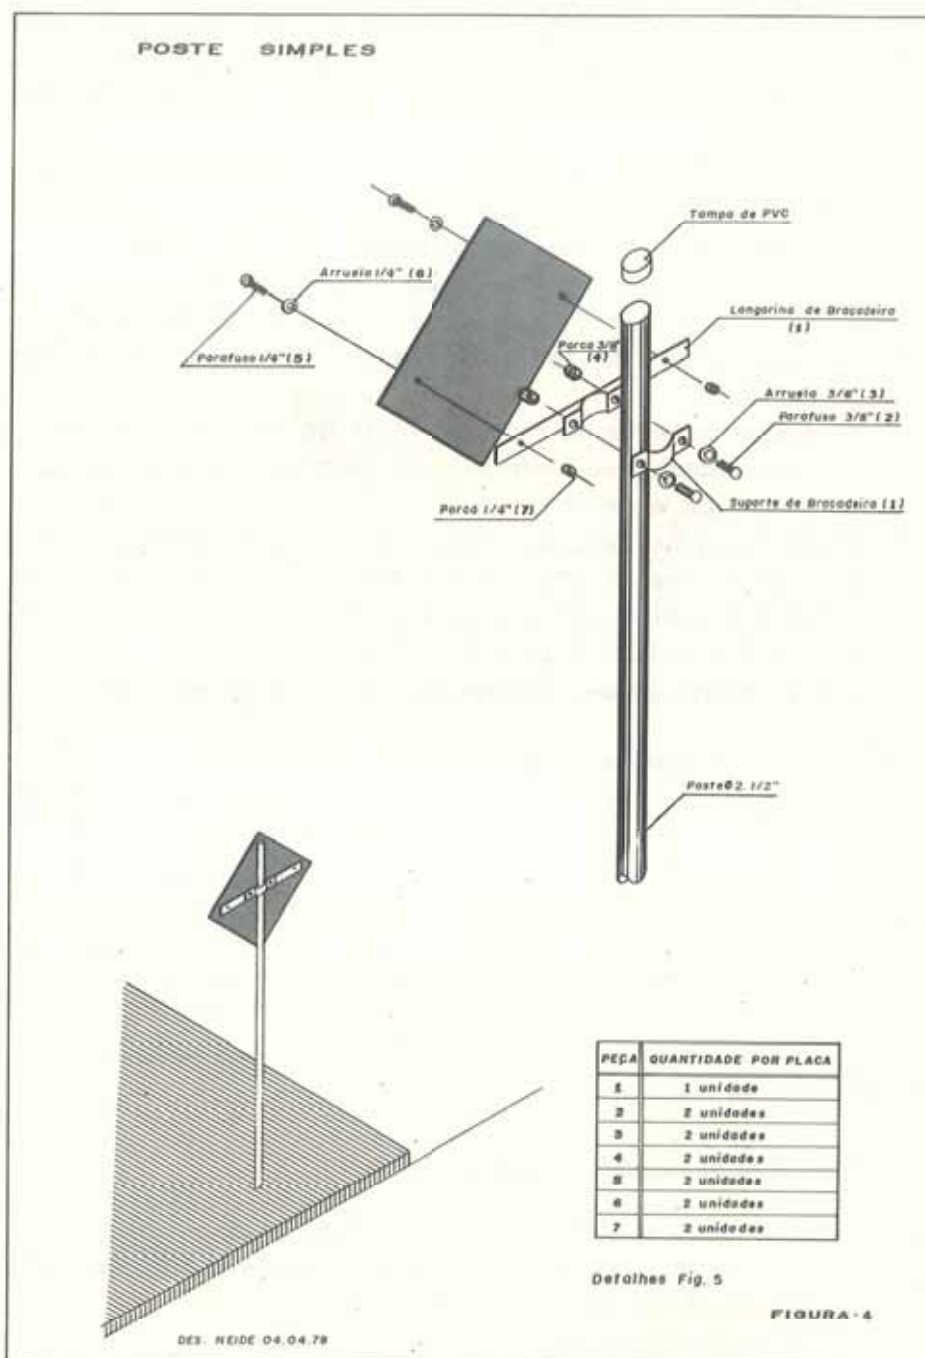 POSTE SIMPLES
Tampa de PVC
Arruela 1/4" (6)
Longarina de Braçadeira
(1)
Porca 3/8"
(4)
Parafuso 1/4" (5)
Arruela 3/8" (3)
Parafuso 3/8" (2)
Porca 1/4" (7)
Suporte de Braçadeira (1)
Poste Ø 2.1/2"
PEÇA QUANTIDADE POR PLACA
1 1 unidade
2 2 unidades
3 2 unidades
4 2 unidades
5 2 unidades
6 2 unidades
7 2 unidades
Detalhes Fig. 5
FIGURA-4
DES. NEIDE 04.04.79